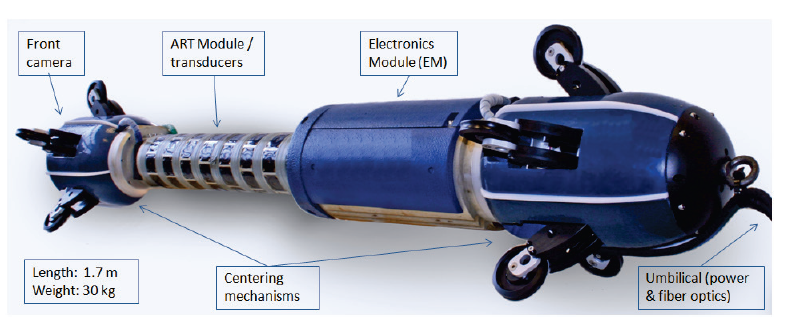 Front
camera
ART Module /
transducers
Electronics
Module (EM)
Length: 1.7 m
Weight: 30 kg
Centering
mechanisms
Umbilical (power
& fiber optics)